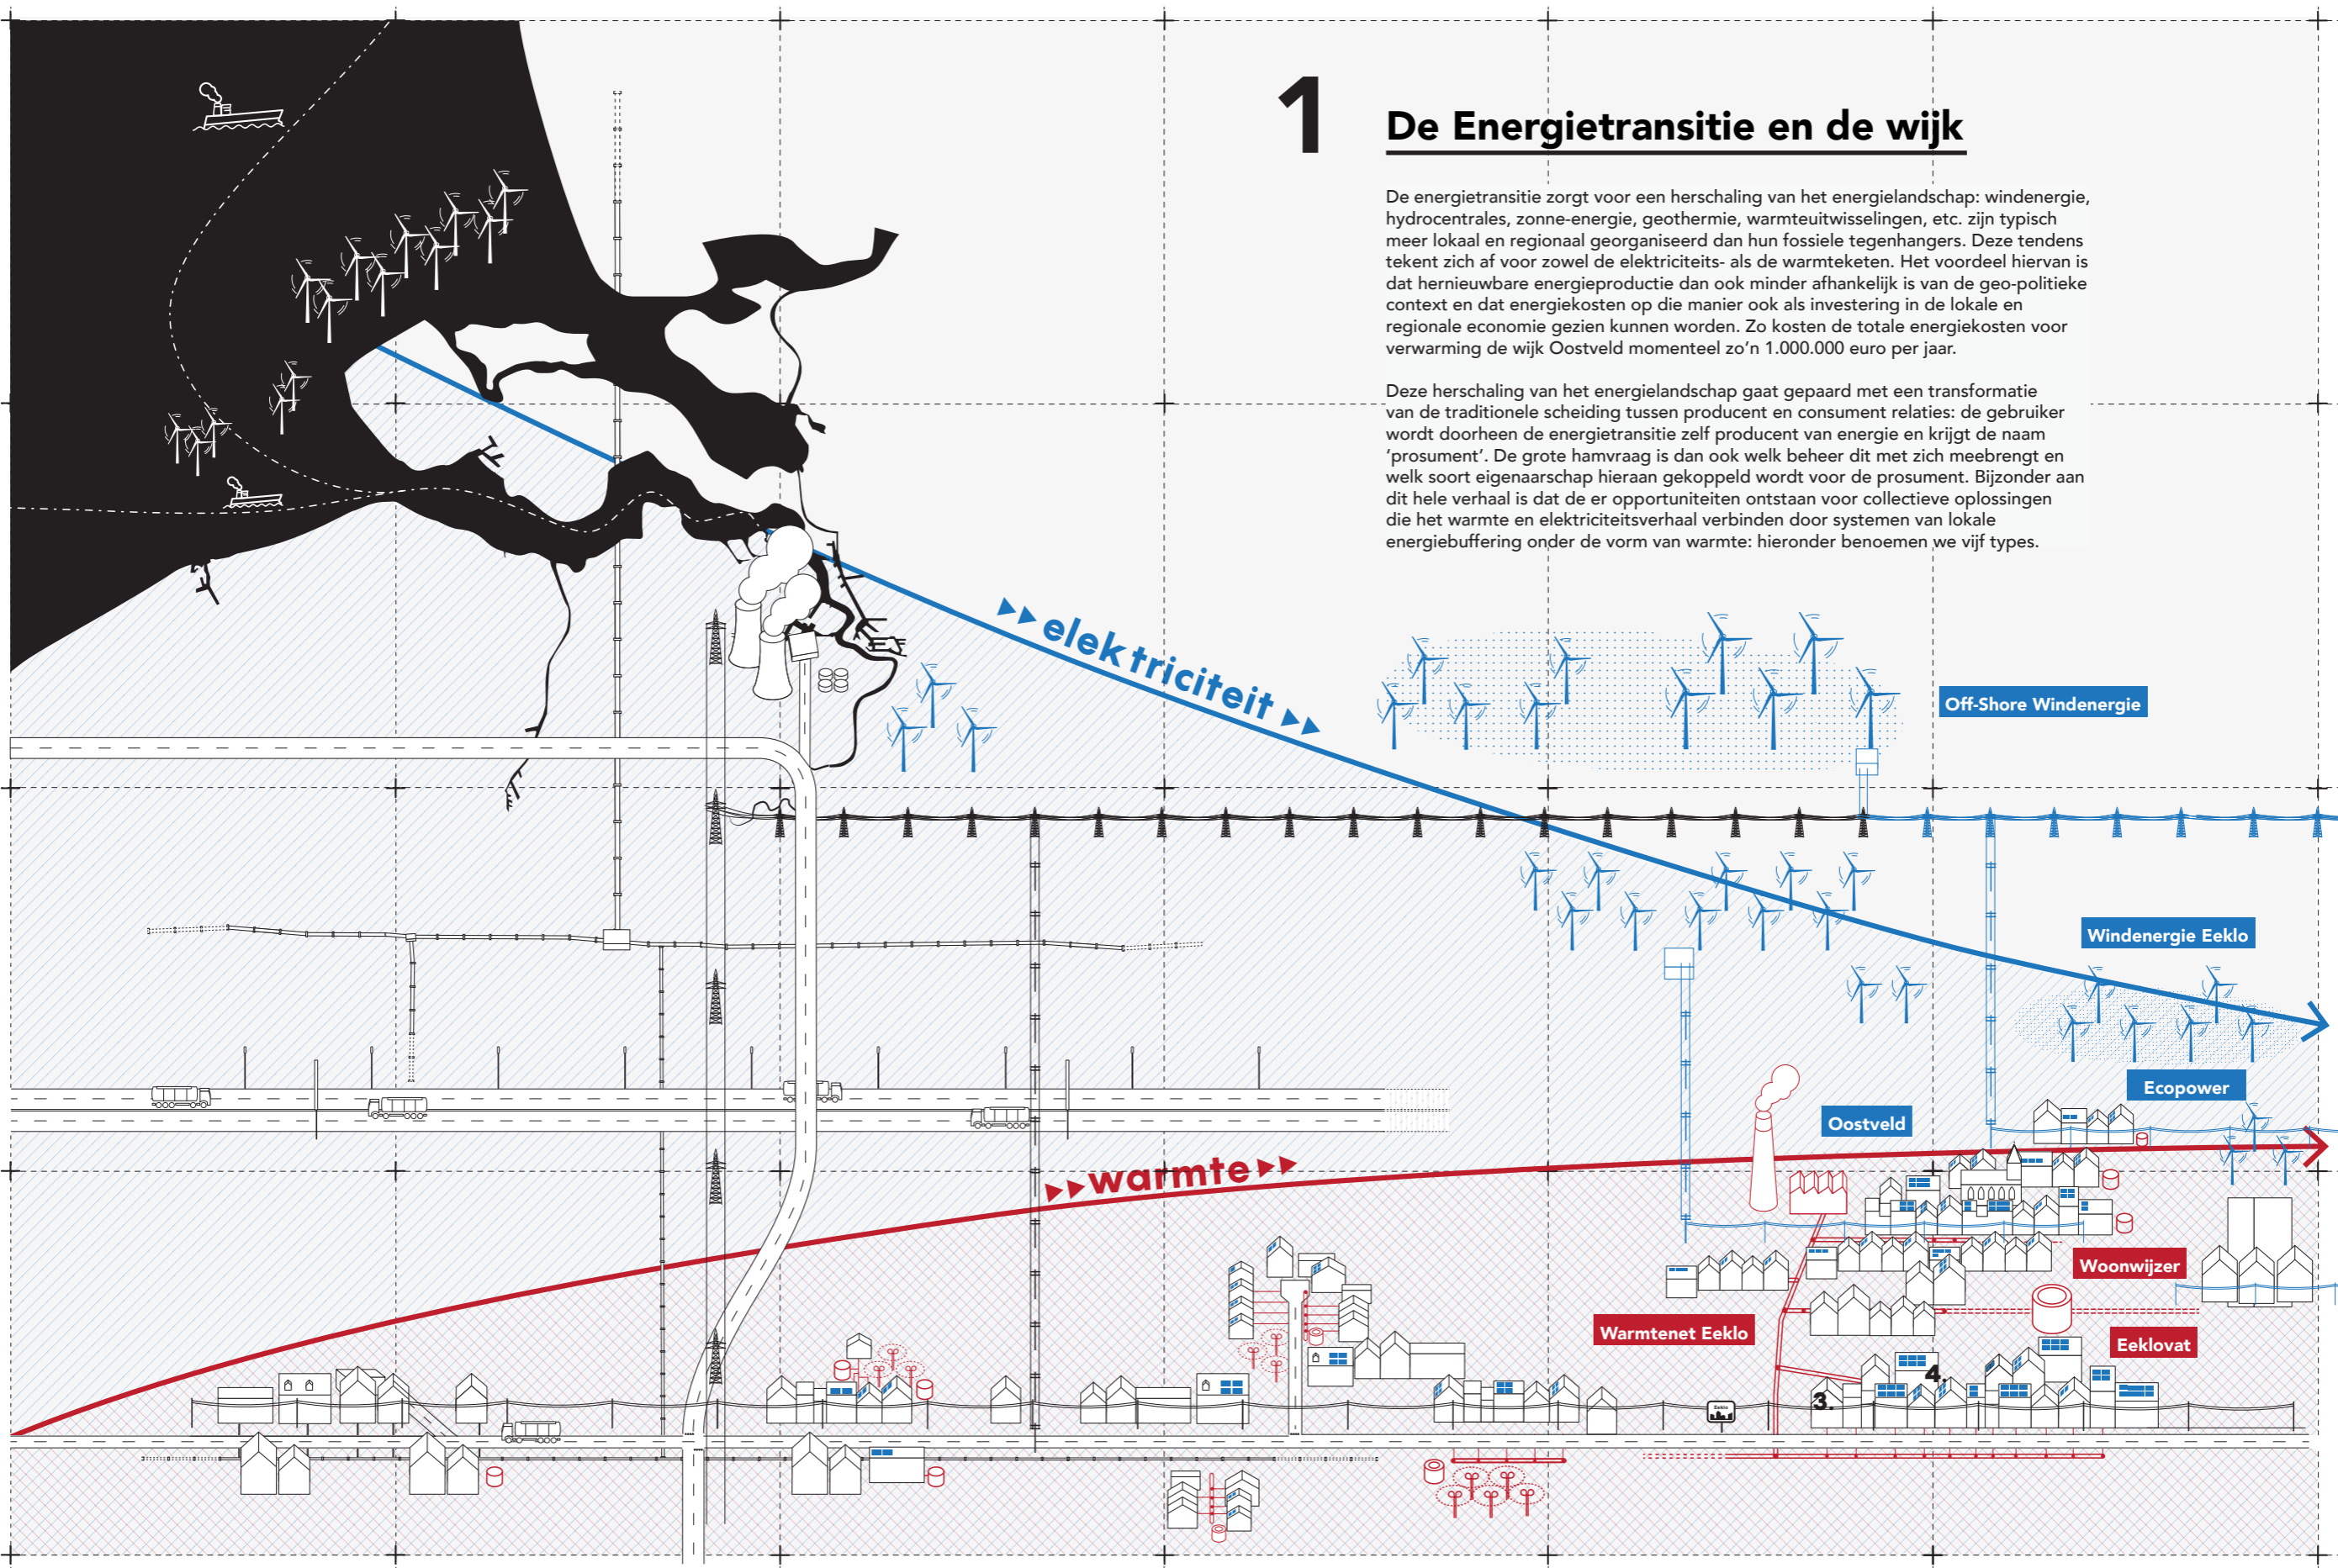 1
De Energietransitie en de wijk
De energietransitie zorgt voor een herschaling van het energielandschap: windenergie,
hydrocentrales, zonne-energie, geothermie, warmteuitwisselingen, etc. zijn typisch
meer lokaal en regionaal georganiseerd dan hun fossiele tegenhangers. Deze tendens
tekent zich af voor zowel de elektriciteits- als de warmteketen. Het voordeel hiervan is
dat hernieuwbare energieproductie dan ook minder afhankelijk is van de geo-politieke
context en dat energiekosten op die manier ook als investering in de lokale en
regionale economie gezien kunnen worden. Zo kosten de totale energiekosten voor
verwarming de wijk Oostveld momenteel zo’n 1.000.000 euro per jaar.
Deze herschaling van het energielandschap gaat gepaard met een transformatie
van de traditionele scheiding tussen producent en consument relaties: de gebruiker
wordt doorheen de energietransitie zelf producent van energie en krijgt de naam
‘prosument’. De grote hamvraag is dan ook welk beheer dit met zich meebrengt en
welk soort eigenaarschap hieraan gekoppeld wordt voor de prosument. Bijzonder aan
dit hele verhaal is dat de er opportuniteiten ontstaan voor collectieve oplossingen
die het warmte en elektriciteitsverhaal verbinden door systemen van lokale
energiebuffering onder de vorm van warmte: hieronder benoemen we vijf types.
elektriciteit
Off-Shore Windenergie
Windenergie Eeklo
Ecopower
Oostveld
warmte
Woonwijzer
Warmtenet Eeklo
Eeklovat
4.
3.
Eeklo